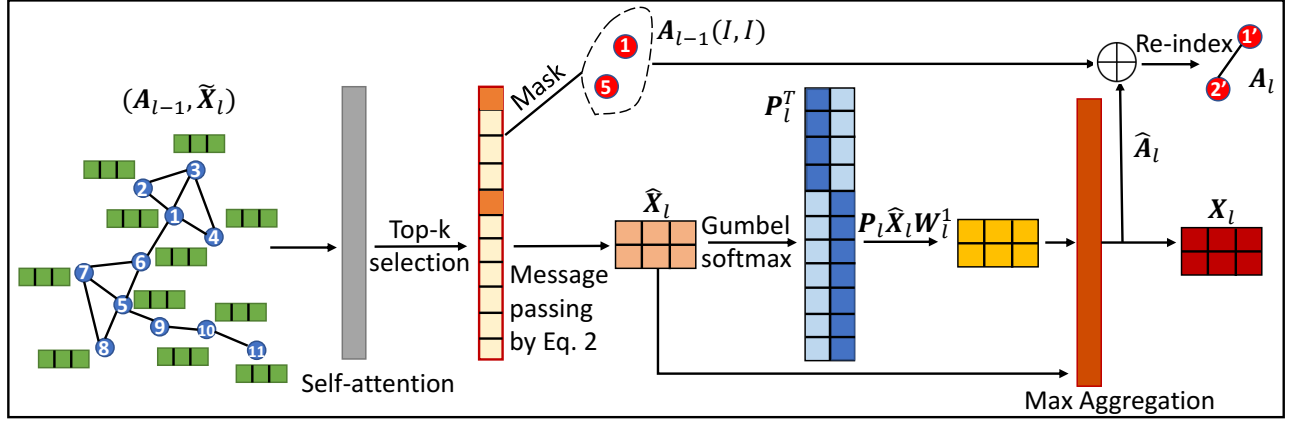 (A_{l-1}, X̃_l)
3
2
1
4
7
6
5
9
10
8
11
Self-attention
Top-k
selection
Mask
1
5
A_{l-1}(I, I)
Message
passing
by Eq. 2
X̂_l
Gumbel
softmax
P_l^T
P_l X̂_l W_l^1
Max Aggregation
Â_l
X_l
Re-index
1'
2'
A_l